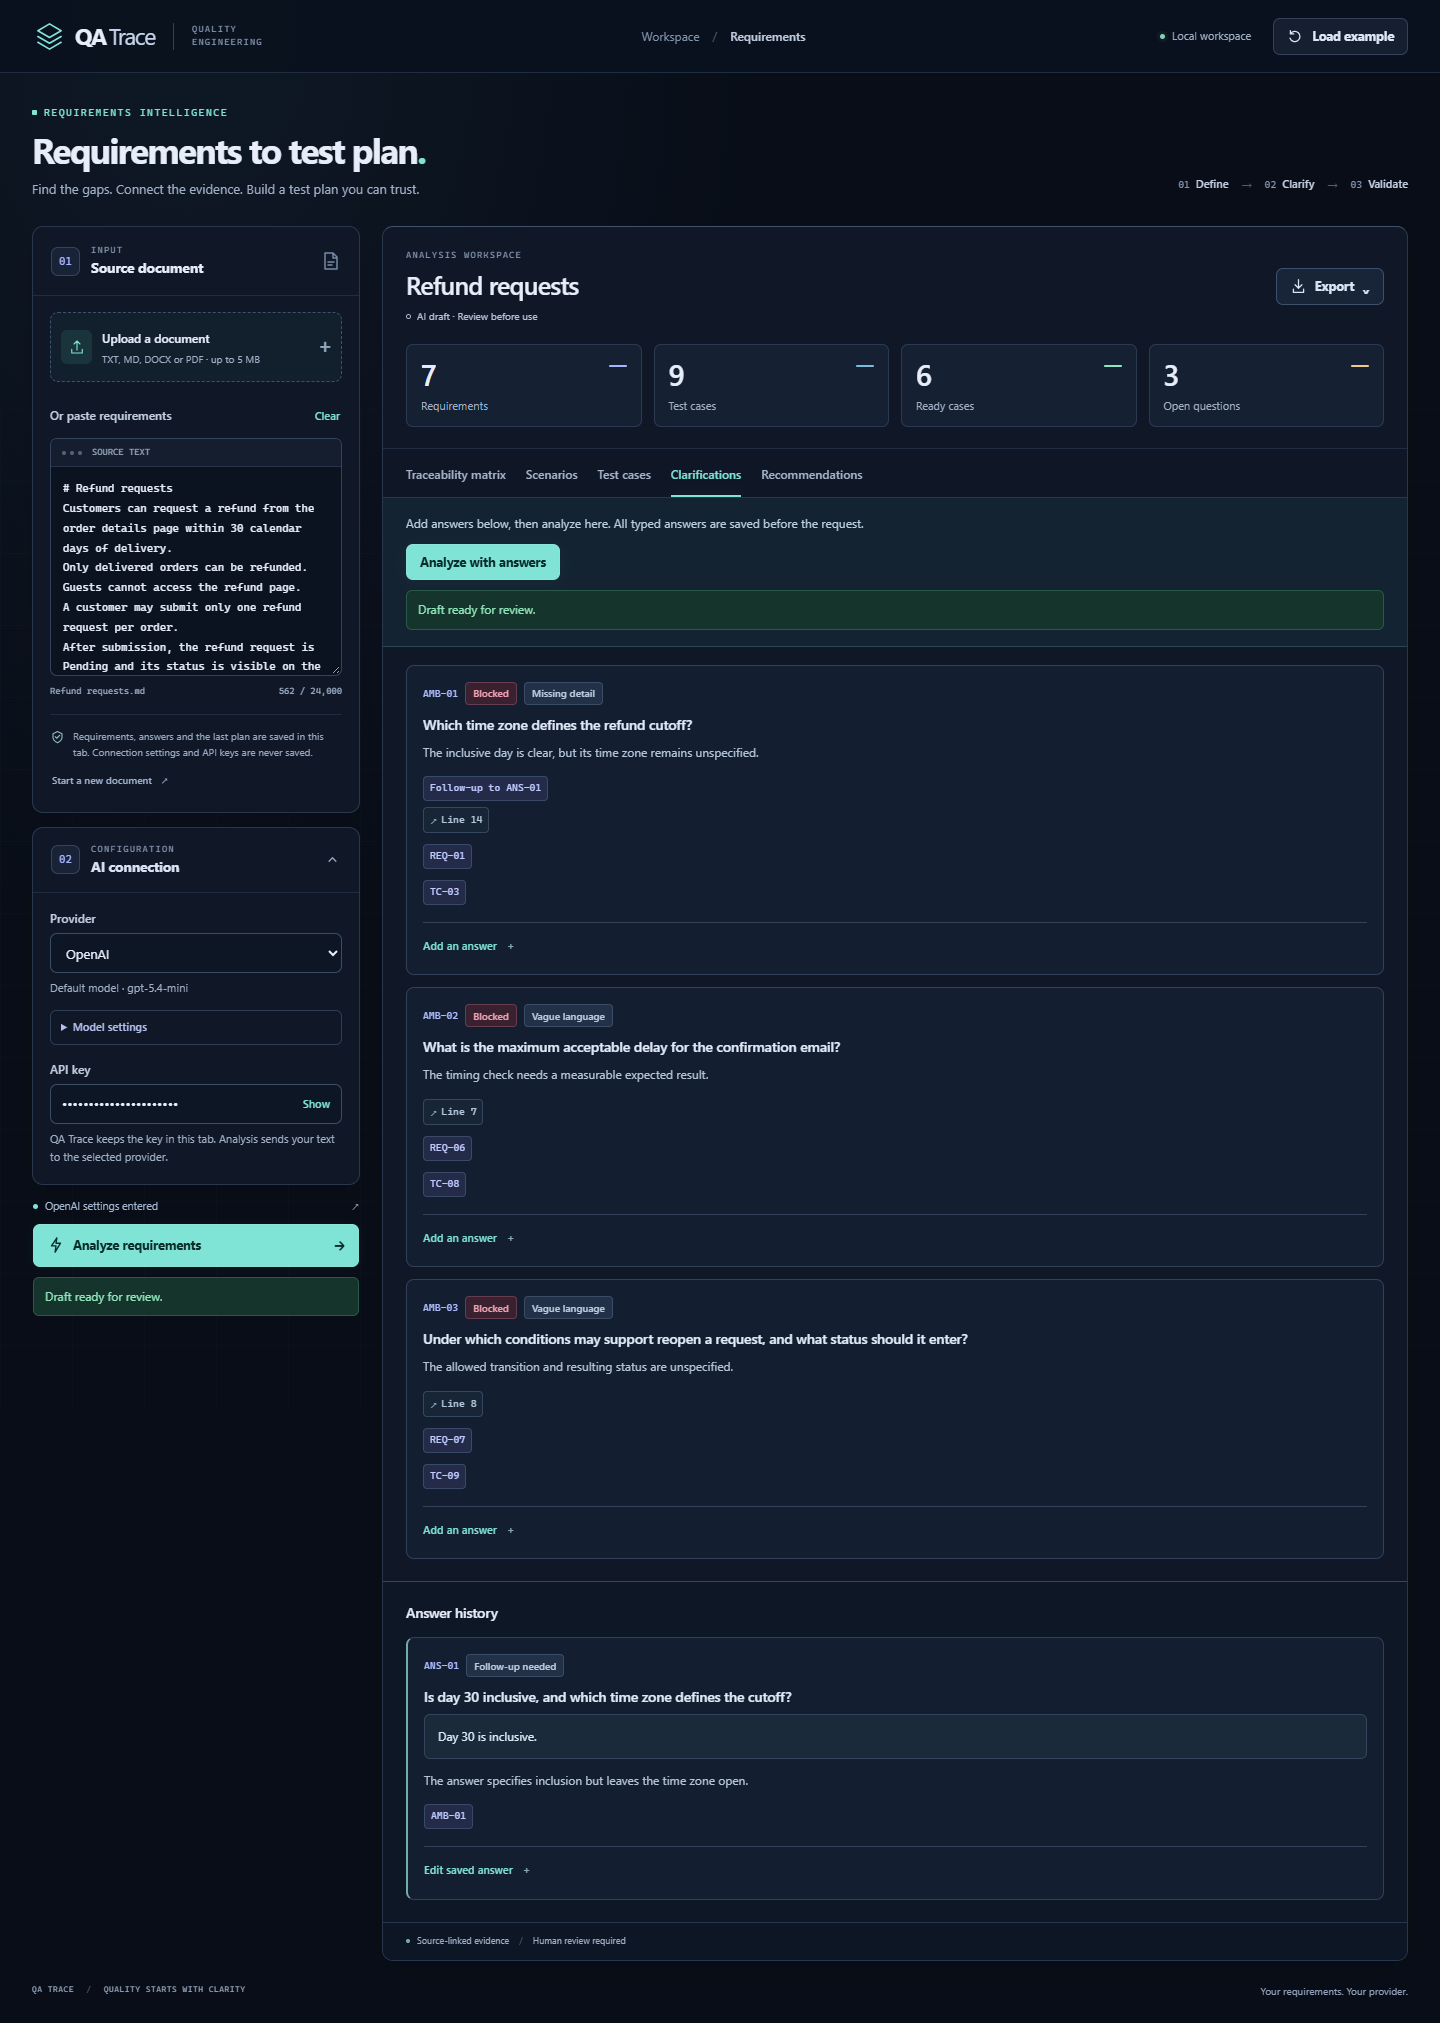 QA Trace
QUALITY
ENGINEERING
Workspace / Requirements
Local workspace
Load example
REQUIREMENTS INTELLIGENCE
Requirements to test plan.
Find the gaps. Connect the evidence. Build a test plan you can trust.
01 Define → 02 Clarify → 03 Validate
01
INPUT
Source document
Upload a document
TXT, MD, DOCX or PDF · up to 5 MB
+
Or paste requirements
Clear
SOURCE TEXT
# Refund requests
Customers can request a refund from the
order details page within 30 calendar
days of delivery.
Only delivered orders can be refunded.
Guests cannot access the refund page.
A customer may submit only one refund
request per order.
After submission, the refund request is
Pending and its status is visible on the
Refund requests.md
562 / 24,000
Requirements, answers and the last plan are saved in this
tab. Connection settings and API keys are never saved.
Start a new document ↗
02
CONFIGURATION
AI connection
Provider
OpenAI
Default model · gpt-5.4-mini
Model settings
API key
••••••••••••••••••••••
Show
QA Trace keeps the key in this tab. Analysis sends your text
to the selected provider.
OpenAI settings entered ↗
Analyze requirements →
Draft ready for review.
ANALYSIS WORKSPACE
Refund requests
AI draft · Review before use
Export
7
Requirements
9
Test cases
6
Ready cases
3
Open questions
Traceability matrix
Scenarios
Test cases
Clarifications
Recommendations
Add answers below, then analyze here. All typed answers are saved before the request.
Analyze with answers
Draft ready for review.
AMB-01 Blocked Missing detail
Which time zone defines the refund cutoff?
The inclusive day is clear, but its time zone remains unspecified.
Follow-up to ANS-01
↗ Line 14
REQ-01
TC-03
Add an answer +
AMB-02 Blocked Vague language
What is the maximum acceptable delay for the confirmation email?
The timing check needs a measurable expected result.
↗ Line 7
REQ-06
TC-08
Add an answer +
AMB-03 Blocked Vague language
Under which conditions may support reopen a request, and what status should it enter?
The allowed transition and resulting status are unspecified.
↗ Line 8
REQ-07
TC-09
Add an answer +
Answer history
ANS-01 Follow-up needed
Is day 30 inclusive, and which time zone defines the cutoff?
Day 30 is inclusive.
The answer specifies inclusion but leaves the time zone open.
AMB-01
Edit saved answer +
Source-linked evidence / Human review required
QA TRACE / QUALITY STARTS WITH CLARITY
Your requirements. Your provider.